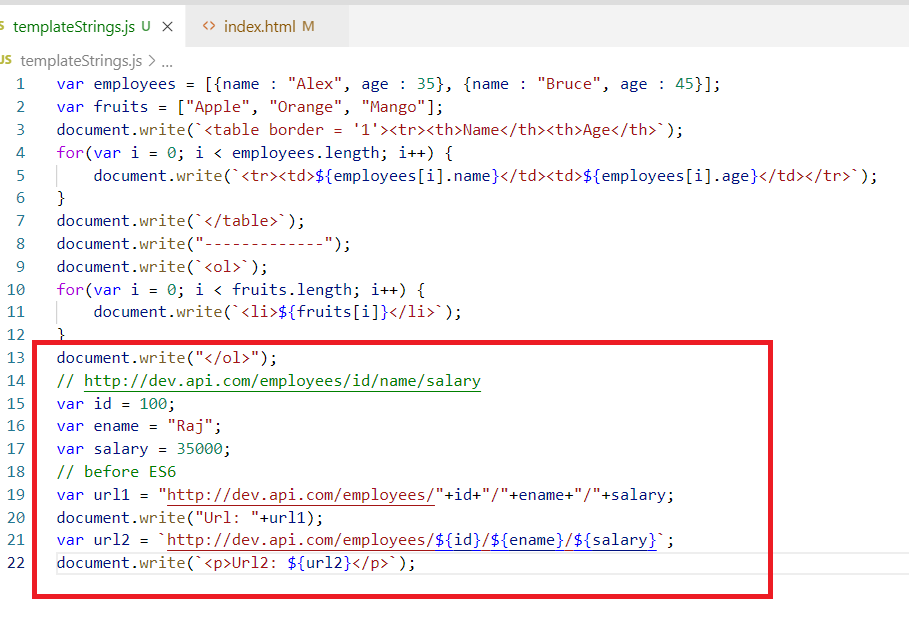 S templateStrings.js U × <> index.html M
JS templateStrings.js > ...
1 var employees = [{name : "Alex", age : 35}, {name : "Bruce", age : 45}];
2 var fruits = ["Apple", "Orange", "Mango"];
3 document.write(`<table border = '1'><tr><th>Name</th><th>Age</th>`);
4 for(var i = 0; i < employees.length; i++) {
5     document.write(`<tr><td>${employees[i].name}</td><td>${employees[i].age}</td></tr>`);
6 }
7 document.write(`</table>`);
8 document.write("-------------");
9 document.write(`<ol>`);
10 for(var i = 0; i < fruits.length; i++) {
11     document.write(`<li>${fruits[i]}</li>`);
12 }
13 document.write("</ol>");
14 // http://dev.api.com/employees/id/name/salary
15 var id = 100;
16 var ename = "Raj";
17 var salary = 35000;
18 // before ES6
19 var url1 = "http://dev.api.com/employees/"+id+"/"+ename+"/"+salary;
20 document.write("Url: "+url1);
21 var url2 = `http://dev.api.com/employees/${id}/${ename}/${salary}`;
22 document.write(`<p>Url2: ${url2}</p>`);